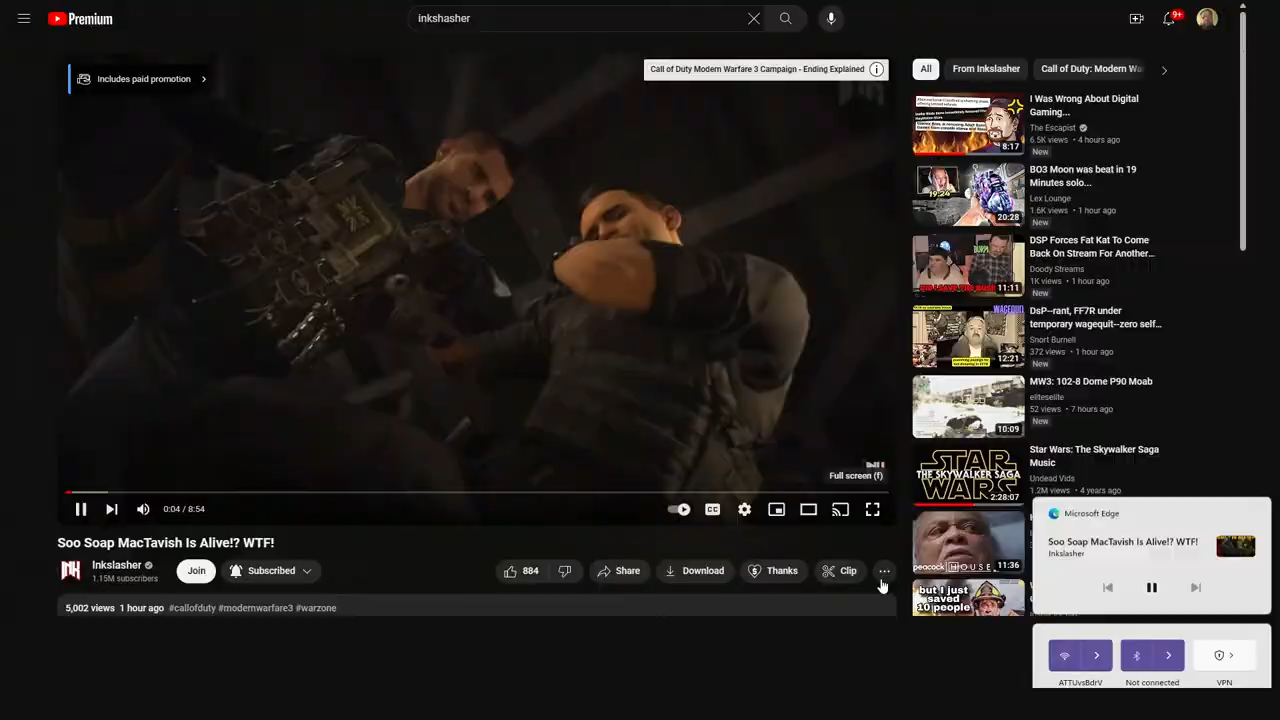 Premium
inkshasher
9+
Includes paid promotion
Call of Duty Modern Warfare 3 Campaign - Ending Explained
Full screen (f)
0:04 / 8:54
CC
Soo Soap MacTavish Is Alive!? WTF!
Inkslasher
1.15M subscribers
Join
Subscribed
884
Share
Download
Thanks
Clip
5,002 views 1 hour ago #callofduty #modernwarfare3 #warzone
All
From Inkslasher
Call of Duty: Modern Wa
8:17
I Was Wrong About Digital
Gaming...
The Escapist
6.5K views • 4 hours ago
New
19:24
20:28
BO3 Moon was beat in 19
Minutes solo...
Lex Lounge
1.6K views • 1 hour ago
New
11:11
DSP Forces Fat Kat To Come
Back On Stream For Another...
Doody Streams
1K views • 1 hour ago
New
12:21
DsP--rant, FF7R under
temporary wagequit--zero self...
Snort Burnell
372 views • 1 hour ago
New
10:09
MW3: 102-8 Dome P90 Moab
eliteselite
52 views • 7 hours ago
New
STAR
THE SKYWALKER SAGA
WARS
2:28:07
Star Wars: The Skywalker Saga
Music
Undead Vids
1.2M views • 4 years ago
peacock HOUSE
11:36
but I just
saved
10 people
Microsoft Edge
Soo Soap MacTavish Is Alive!? WTF!
Inkslasher
ATTUvsBdrV
Not connected
VPN